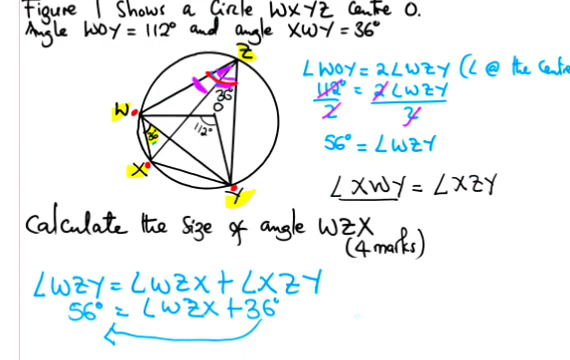 Figure 1 Shows a Circle WXYZ Centre O.
Angle WOY = 112° and angle XWY = 36°
Z
36
O
W
112°
36
X
Y
∠WOY = 2∠WZY (∠ @ the Centre
112° = 2∠WZY
2 2
56° = ∠WZY
∠XWY = ∠XZY
Calculate the Size of angle WZX
(4 marks)
∠WZY = ∠WZX + ∠XZY
56° = ∠WZX + 36°